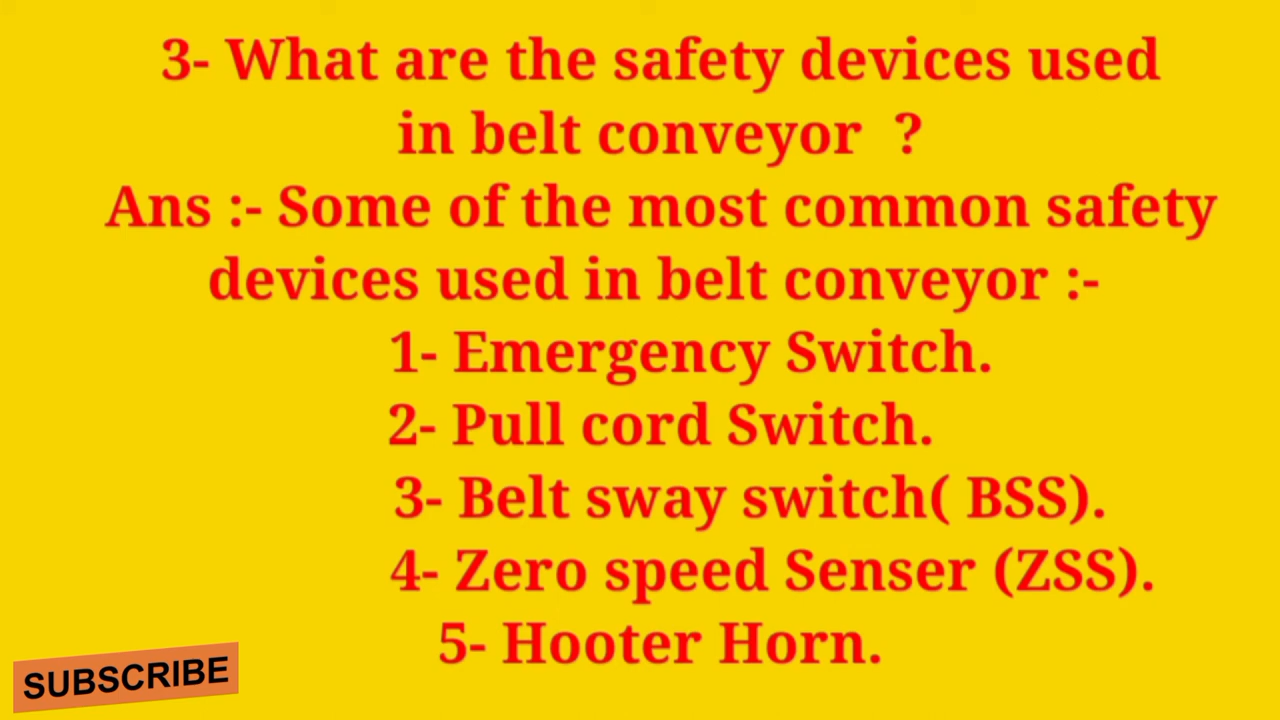 3- What are the safety devices used
in belt conveyor ?
Ans :- Some of the most common safety
devices used in belt conveyor :-
1- Emergency Switch.
2- Pull cord Switch.
3- Belt sway switch( BSS).
4- Zero speed Senser (ZSS).
5- Hooter Horn.
SUBSCRIBE